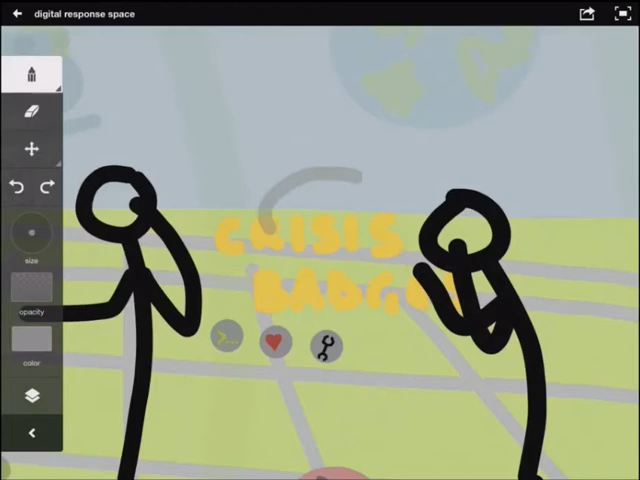 digital response space
CRISIS
size
opacity
color
>...